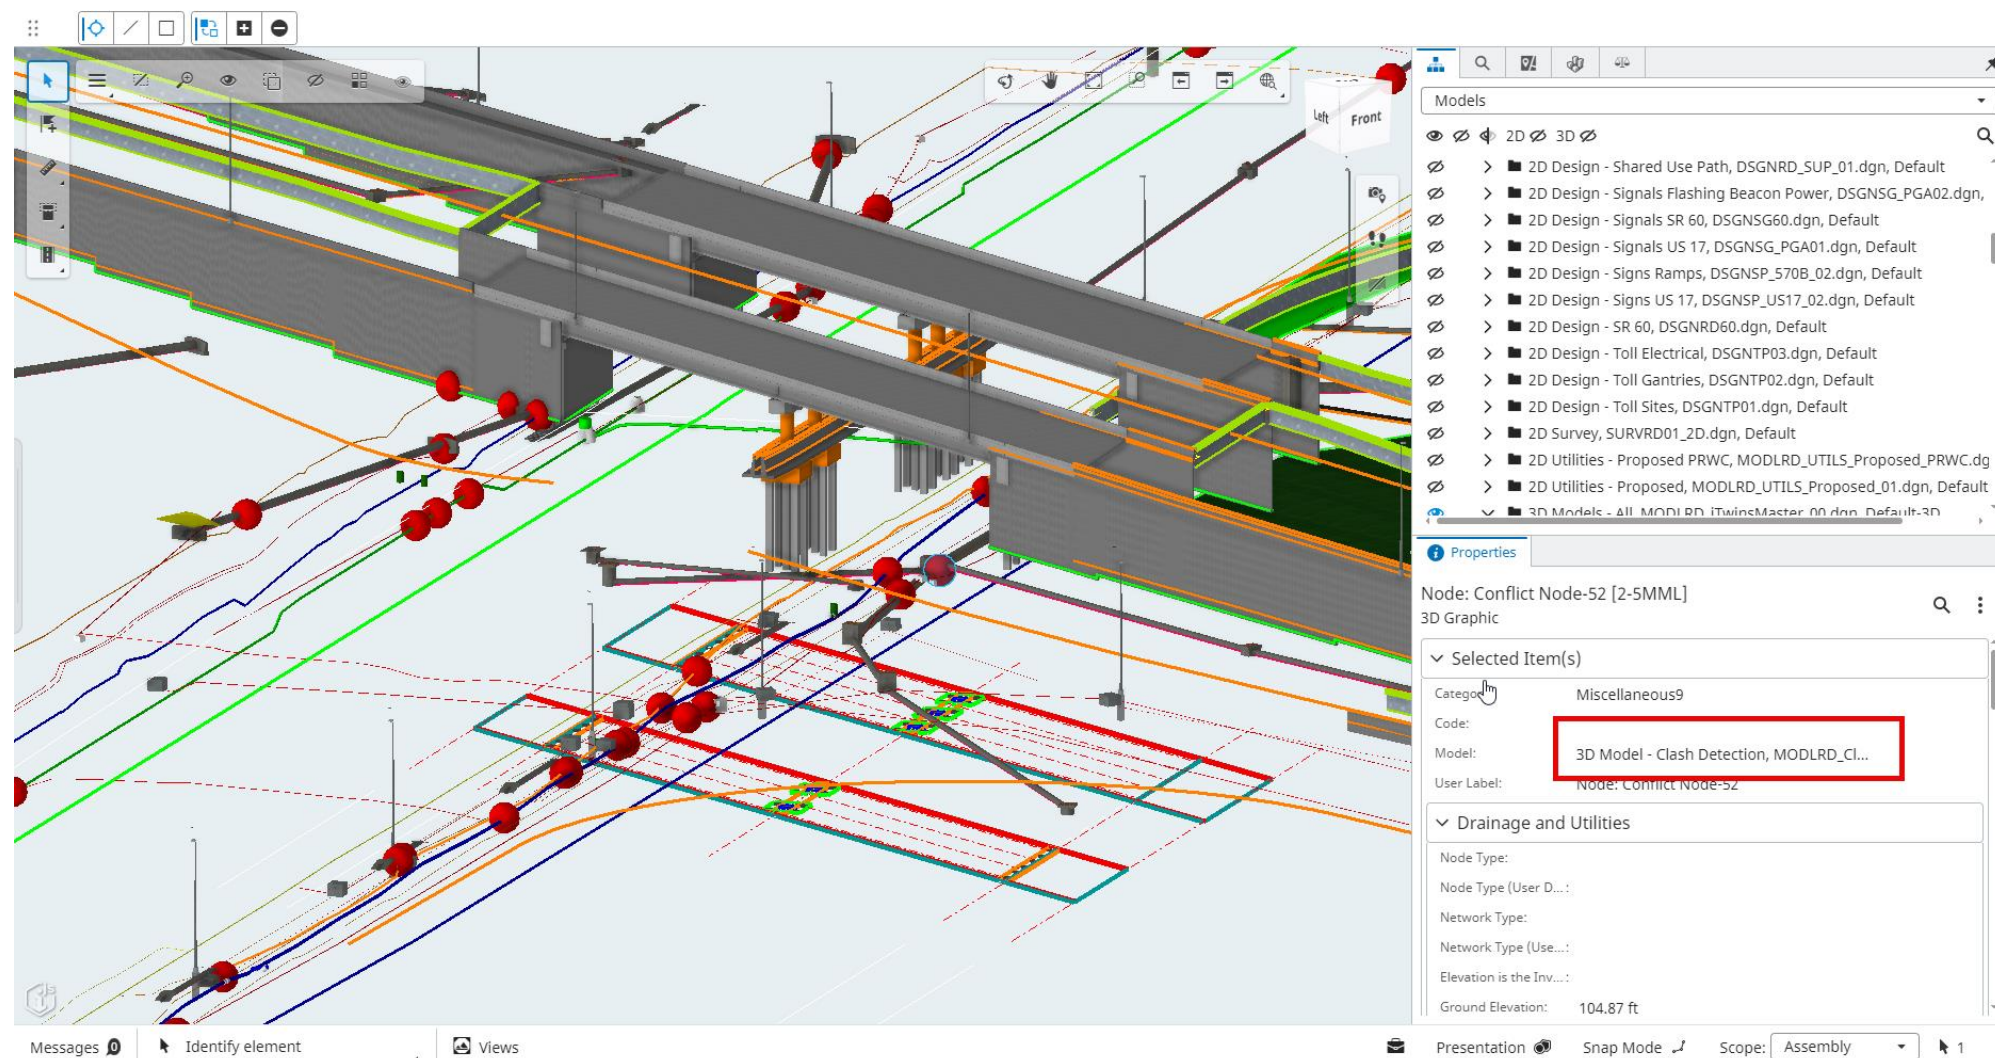 Left
Front
Models
2D
3D
2D Design - Shared Use Path, DSGNRD_SUP_01.dgn, Default
2D Design - Signals Flashing Beacon Power, DSGNSG_PGA02.dgn,
2D Design - Signals SR 60, DSGNSG60.dgn, Default
2D Design - Signals US 17, DSGNSG_PGA01.dgn, Default
2D Design - Signs Ramps, DSGNSP_570B_02.dgn, Default
2D Design - Signs US 17, DSGNSP_US17_02.dgn, Default
2D Design - SR 60, DSGNRD60.dgn, Default
2D Design - Toll Electrical, DSGNTP03.dgn, Default
2D Design - Toll Gantries, DSGNTP02.dgn, Default
2D Design - Toll Sites, DSGNTP01.dgn, Default
2D Survey, SURVRD01_2D.dgn, Default
2D Utilities - Proposed PRWC, MODLRD_UTILS_Proposed_PRWC.dg
2D Utilities - Proposed, MODLRD_UTILS_Proposed_01.dgn, Default
3D Models - All, MODLRD_iTwinsMaster_00.dgn, Default-3D
Properties
Node: Conflict Node-52 [2-5MML]
3D Graphic
Selected Item(s)
Catego
Miscellaneous9
Code:
Model:
3D Model - Clash Detection, MODLRD_Cl...
User Label:
Node: Conflict Node-52
Drainage and Utilities
Node Type:
Node Type (User D...:
Network Type:
Network Type (Use...:
Elevation is the Inv...:
Ground Elevation:
104.87 ft
Messages 0
Identify element
Views
Presentation
Snap Mode
Scope:
Assembly
1